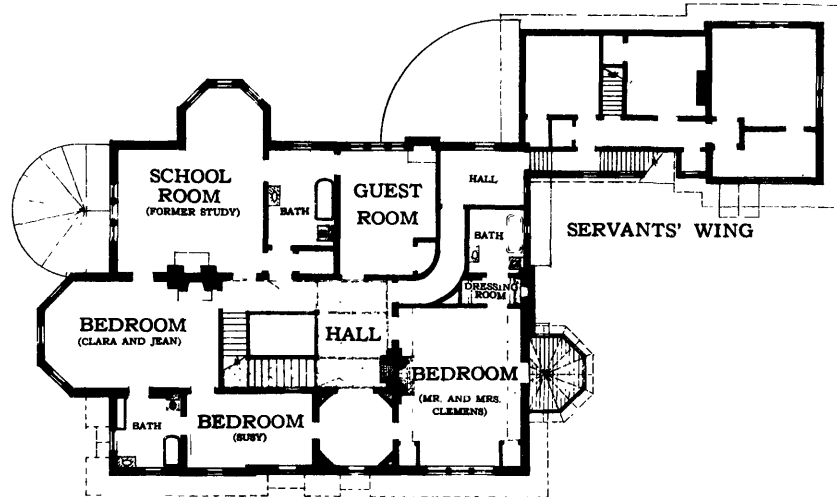 SCHOOL
ROOM
(FORMER STUDY)
BATH
GUEST
ROOM
HALL
BATH
SERVANTS' WING
DRESSING
ROOM
BEDROOM
(CLARA AND JEAN)
HALL
BEDROOM
(MR. AND MRS.
CLEMENS)
BATH
BEDROOM
(SUSY)